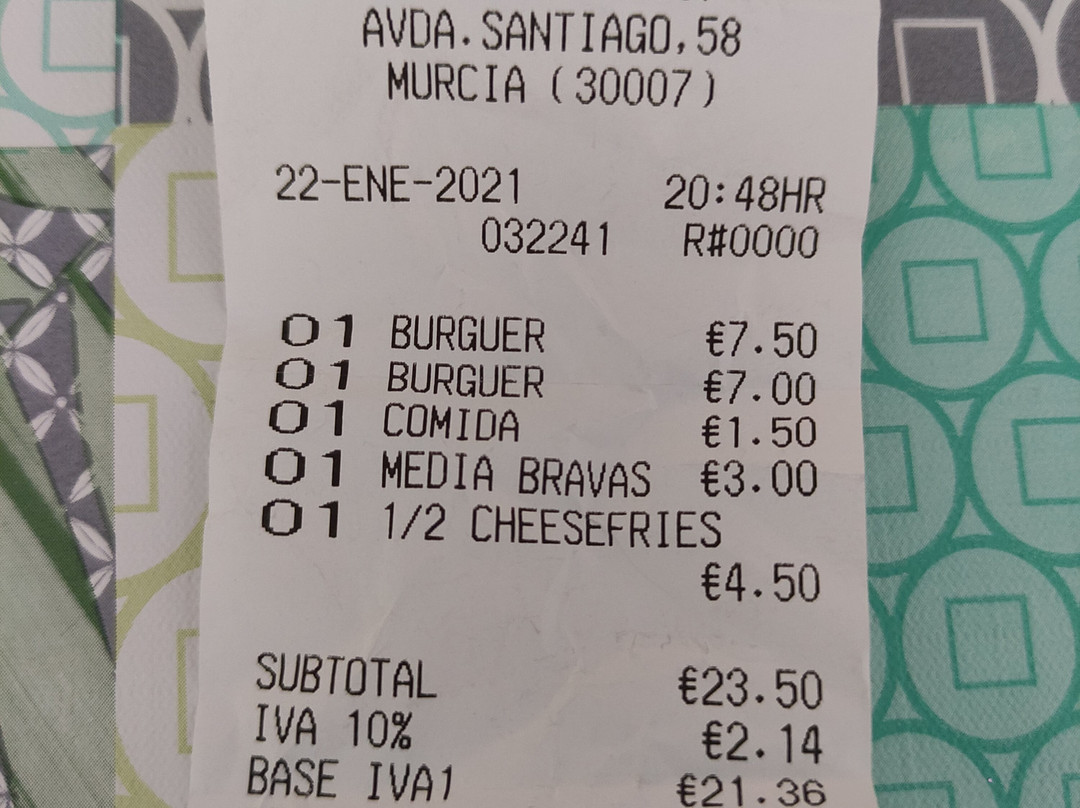 AVDA.SANTIAGO,58
MURCIA (30007)
22-ENE-2021 20:48HR
032241 R#0000
01 BURGUER €7.50
01 BURGUER €7.00
01 COMIDA €1.50
01 MEDIA BRAVAS €3.00
01 1/2 CHEESEFRIES
€4.50
SUBTOTAL €23.50
IVA 10% €2.14
BASE IVA1 €21.36